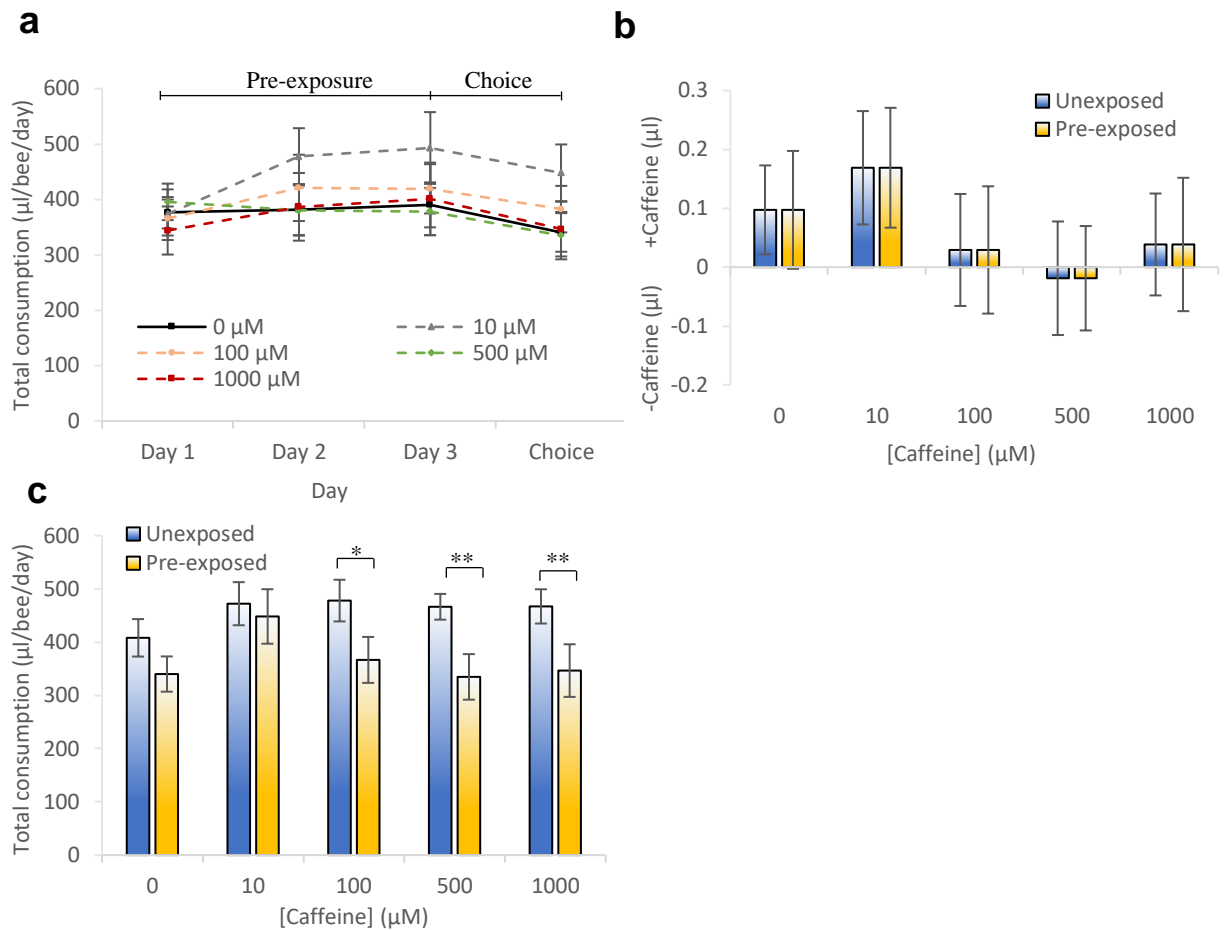 a
Pre-exposure Choice
Total consumption (µl/bee/day)
600
500
400
300
200
100
0
0 µM
10 µM
100 µM
500 µM
1000 µM
Day 1 Day 2 Day 3 Choice
Day
b
Unexposed
Pre-exposed
-Caffeine (µl) +Caffeine (µl)
0.3
0.2
0.1
0
-0.1
-0.2
0 10 100 500 1000
[Caffeine] (µM)
c
Unexposed
Pre-exposed
Total consumption (µl/bee/day)
600
500
400
300
200
100
0
* ** **
0 10 100 500 1000
[Caffeine] (µM)